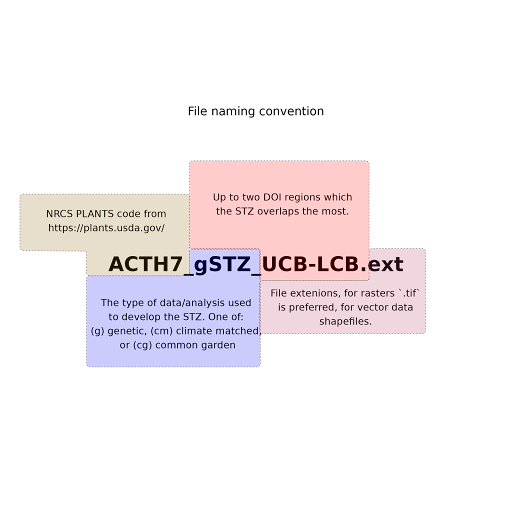 File naming convention
Up to two DOI regions which
the STZ overlaps the most.
NRCS PLANTS code from
https://plants.usda.gov/
ACTH7_gSTZ_UCB-LCB.ext
The type of data/analysis used
to develop the STZ. One of:
(g) genetic, (cm) climate matched,
or (cg) common garden
File extenions, for rasters `.tif`
is preferred, for vector data
shapefiles.